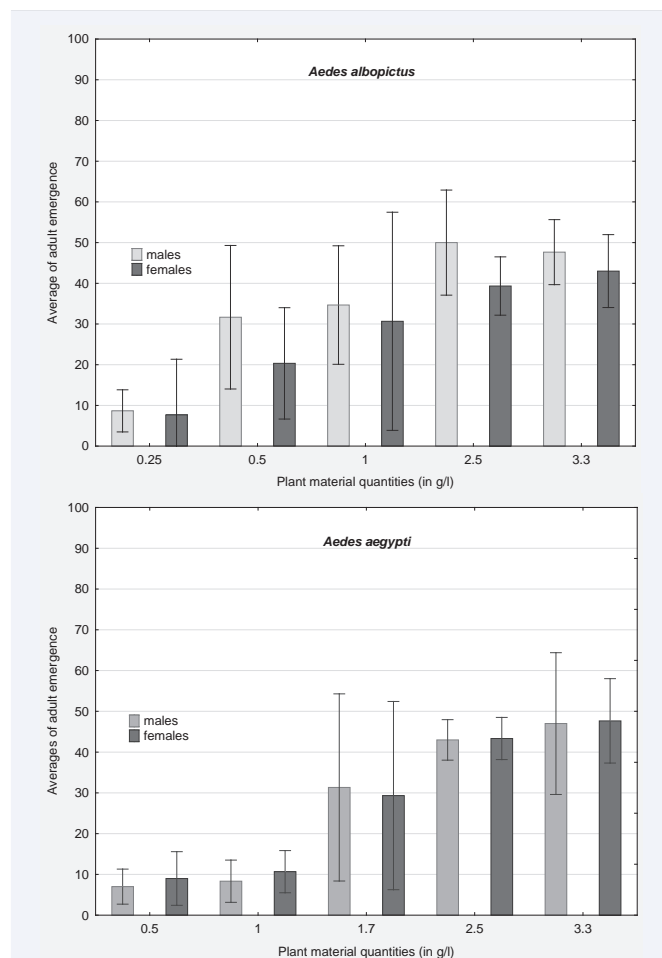 Aedes albopictus
Average of adult emergence
100
90
80
70
60
50
40
30
20
10
0
males
females
0.25 0.5 1 2.5 3.3
Plant material quantities (in g/l)
Aedes aegypti
Averages of adult emergence
100
90
80
70
60
50
40
30
20
10
0
males
females
0.5 1 1.7 2.5 3.3
Plant material quantities (in g/l)